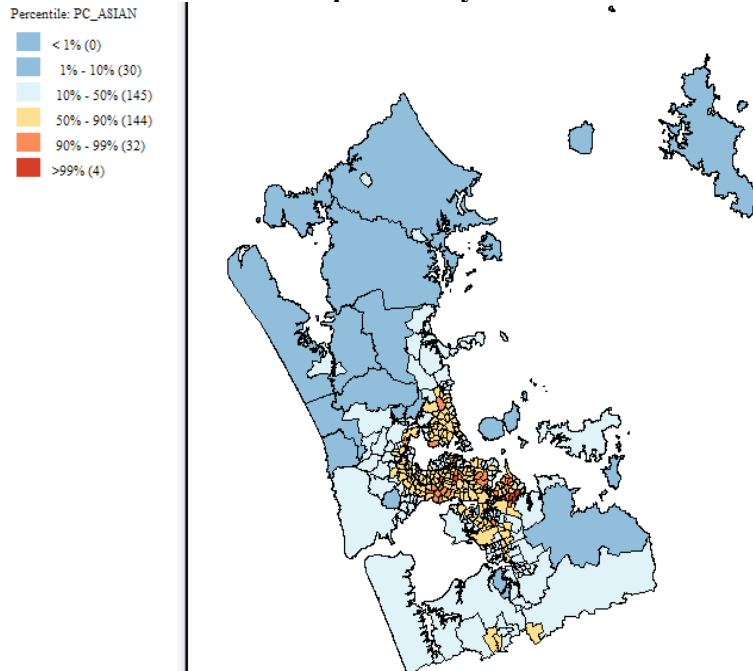 Percentile: PC_ASIAN
< 1% (0)
1% - 10% (30)
10% - 50% (145)
50% - 90% (144)
90% - 99% (32)
>99% (4)